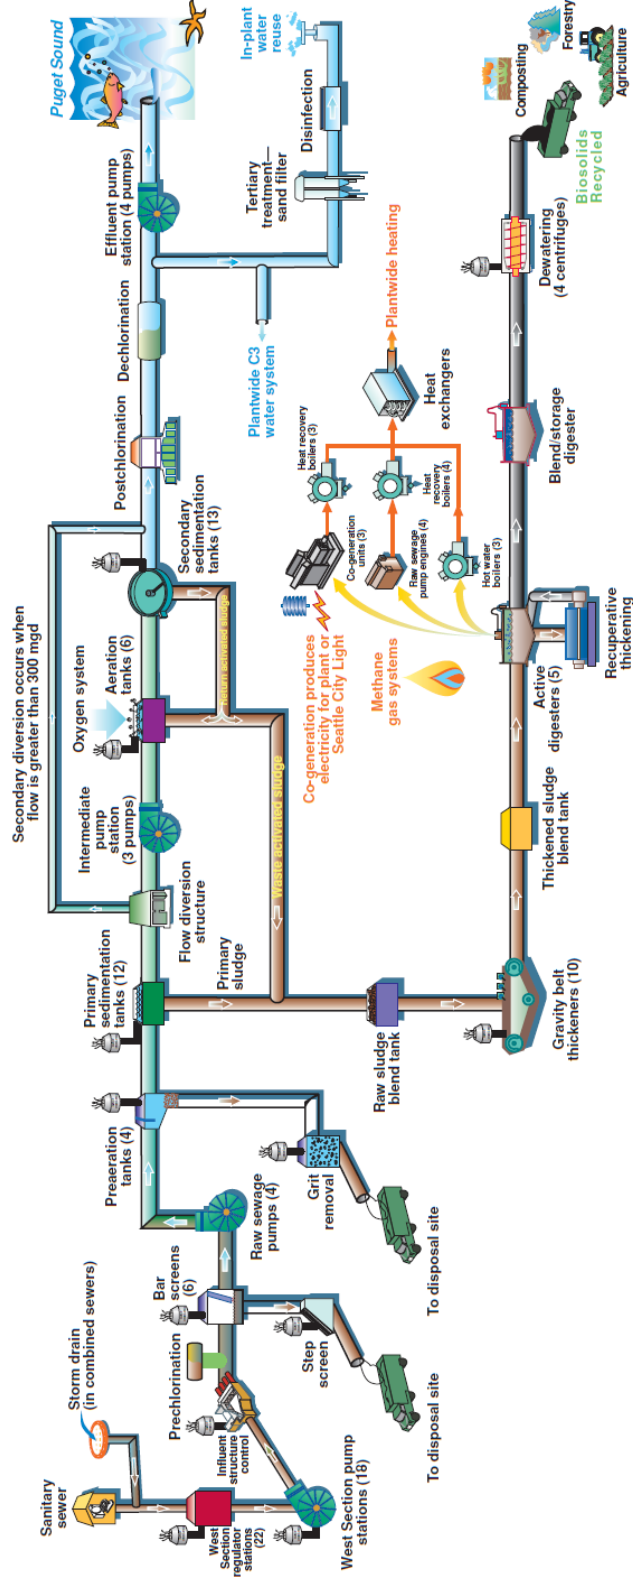 Sanitary
sewer
Storm drain
(in combined sewers)
West
Section
regulator
stations (22)
West Section pump
stations (18)
Influent
structure
control
Prechlorination
Bar
screens
(6)
Step
screen
To disposal site
Raw sewage
pumps (4)
Preaeration
tanks (4)
Grit
removal
To disposal site
Primary
sedimentation
tanks (12)
Primary
sludge
Flow diversion
structure
Secondary diversion occurs when
flow is greater than 300 mgd
Intermediate
pump
station
(3 pumps)
Oxygen system
Aeration
tanks (6)
Return activated sludge
Waste activated sludge
Secondary
sedimentation
tanks (13)
Postchlorination
Dechlorination
Effluent pump
station (4 pumps)
Puget Sound
Plantwide C3
water system
Tertiary
treatment—
sand filter
Disinfection
In-plant
water
reuse
Raw sludge
blend tank
Gravity belt
thickeners (10)
Thickened sludge
blend tank
Active
digesters (5)
Recuperative
thickening
Methane
gas systems
Co-generation produces
electricity for plant or
Seattle City Light
Co-generation
units (3)
Raw sewage
pump engines (4)
Hot water
boilers (3)
Heat recovery
boilers (3)
Heat
recovery
boilers (4)
Heat
exchangers
Plantwide heating
Blend/storage
digester
Dewatering
(4 centrifuges)
Biosolids
Recycled
Composting
Forestry
Agriculture